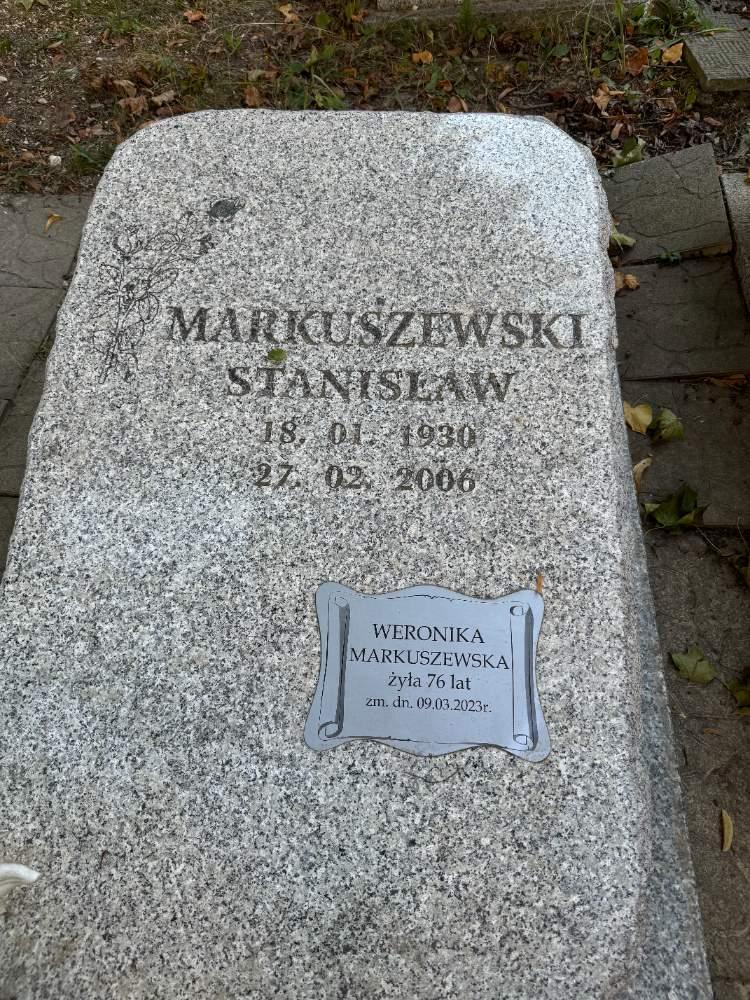 MARKUSZEWSKI
STANISŁAW
18. 01. 1930
27. 02. 2006
WERONIKA
MARKUSZEWSKA
żyła 76 lat
zm. dn. 09.03.2023r.